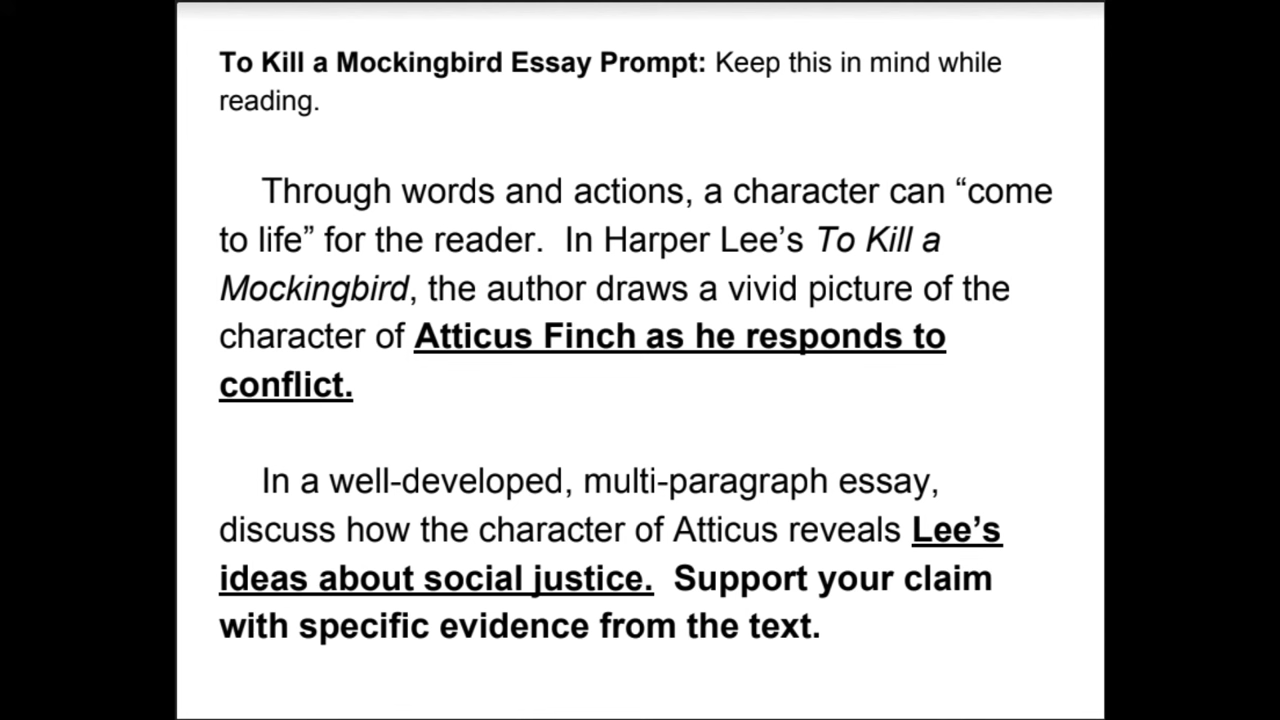 To Kill a Mockingbird Essay Prompt: Keep this in mind while
reading.
Through words and actions, a character can “come
to life” for the reader.  In Harper Lee’s To Kill a
Mockingbird, the author draws a vivid picture of the
character of Atticus Finch as he responds to
conflict.
In a well-developed, multi-paragraph essay,
discuss how the character of Atticus reveals Lee’s
ideas about social justice.  Support your claim
with specific evidence from the text.